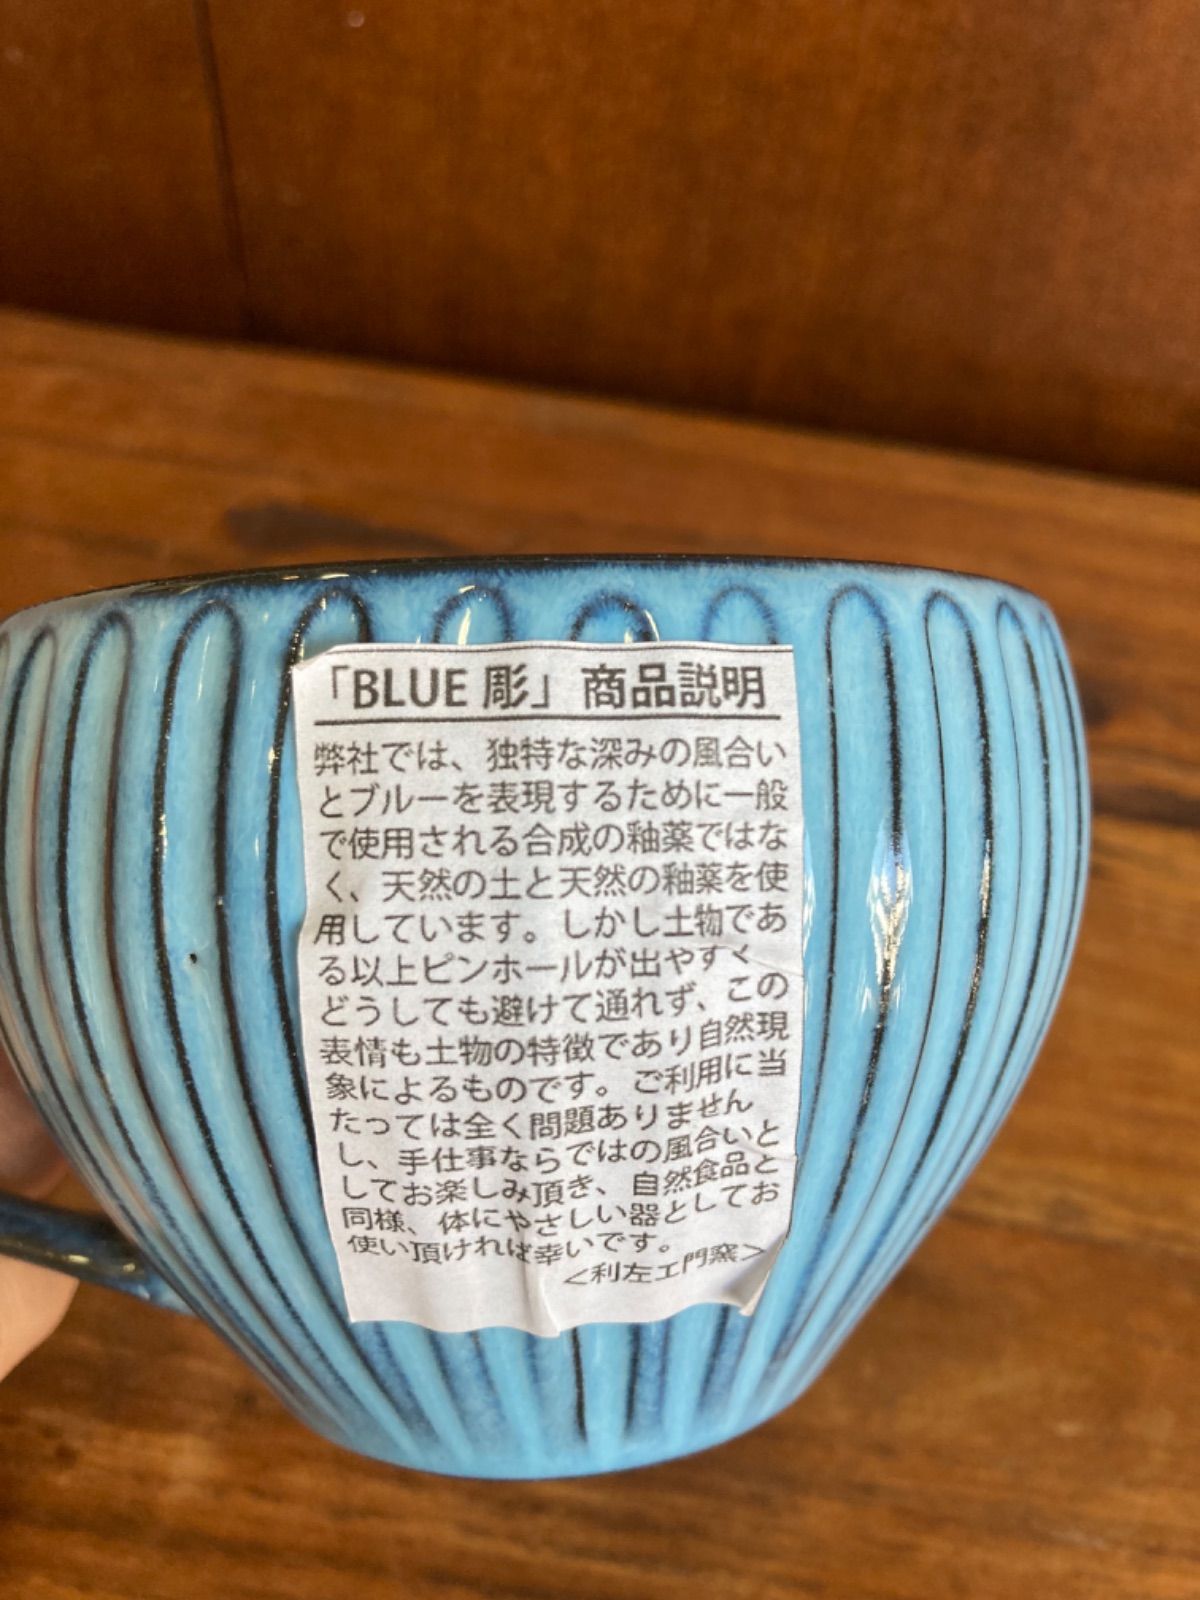 「BLUE 彫」 商品説明
弊社では、独特な深みの風合い
とブルーを表現するために一般
で使用される合成の釉薬ではな
く、天然の土と天然の釉薬を使
用しています。しかし土物であ
る以上ピンホールが出やすく
どうしても避けて通れず、この
表情も土物の特徴であり自然現
象によるものです。ご利用に当
たっては全く問題ありません
し、手仕事ならではの風合いと
してお楽しみ頂き、自然食品と
同様、体にやさしい器としてお
使い頂ければ幸いです。
＜利左エ門窯＞